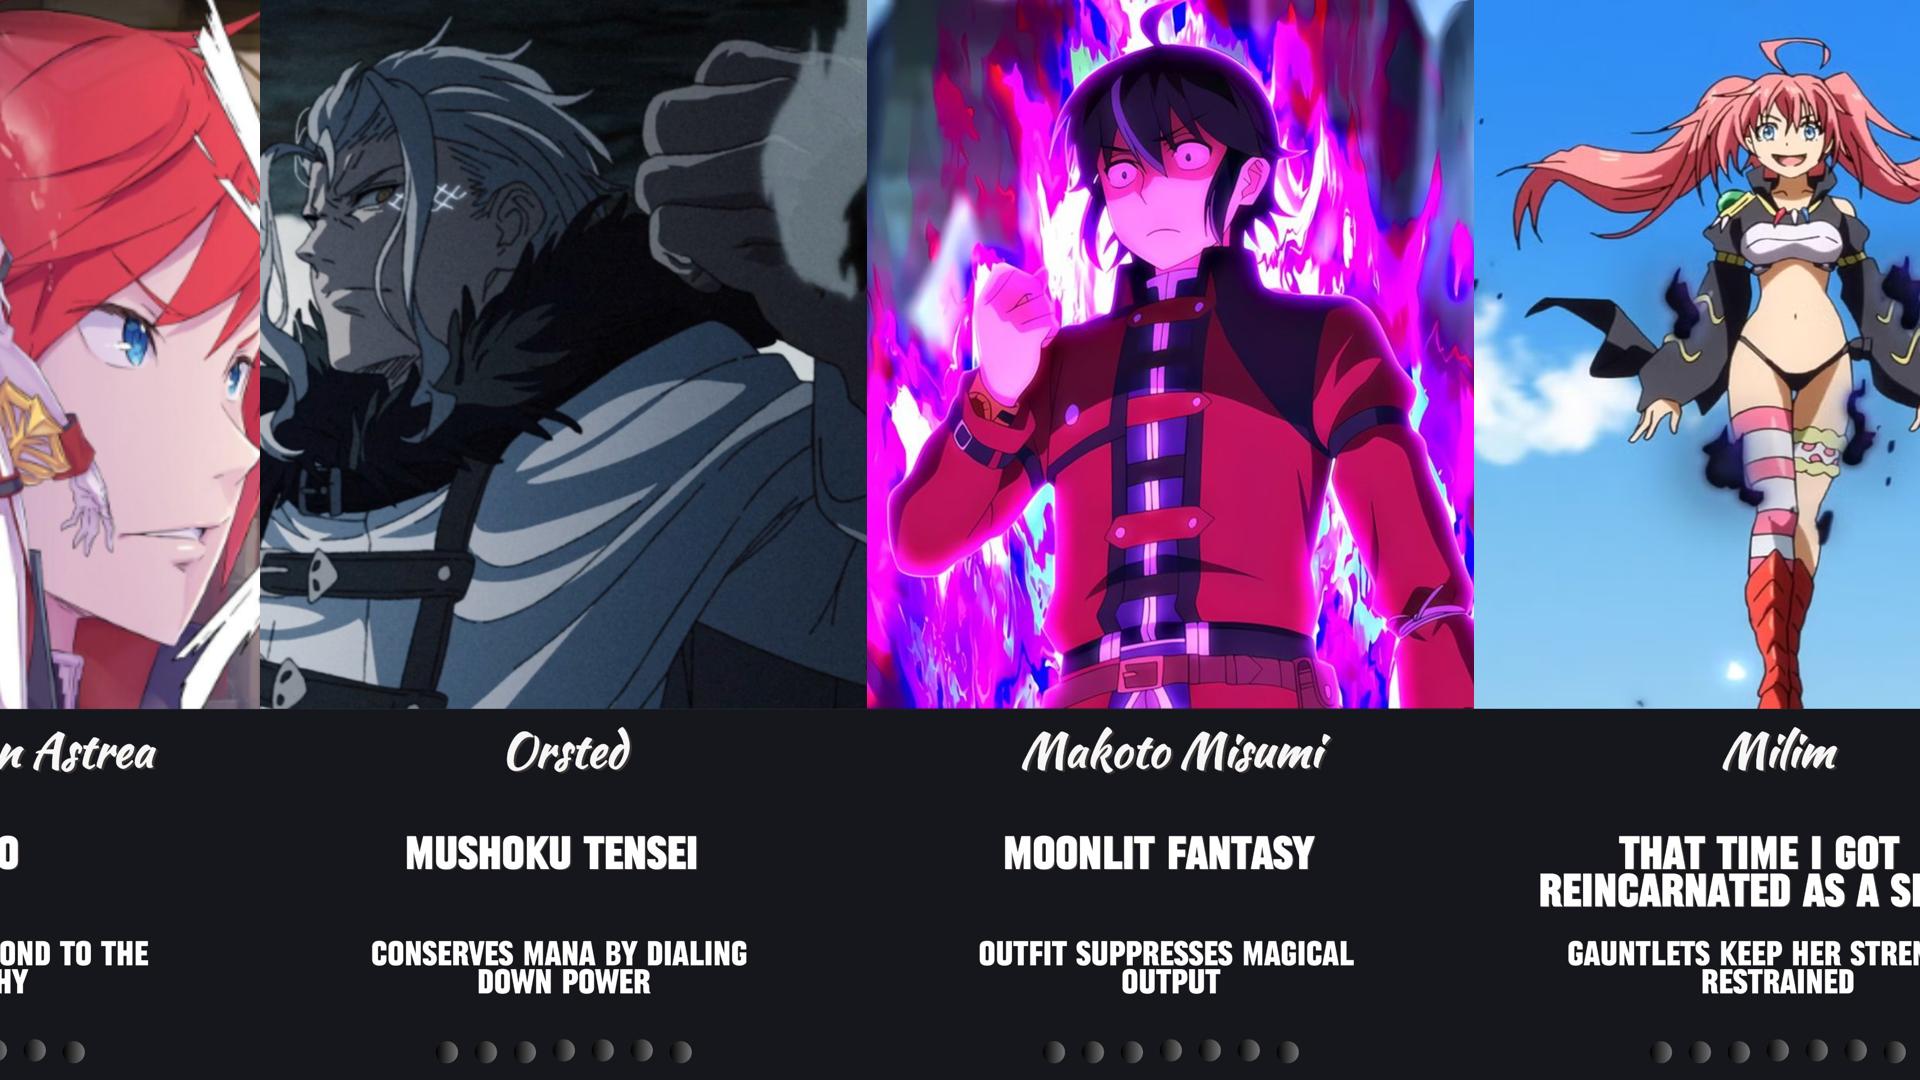 n Astrea
O
OND TO THE
HY
Orsted
MUSHOKU TENSEI
CONSERVES MANA BY DIALING
DOWN POWER
Makoto Misumi
MOONLIT FANTASY
OUTFIT SUPPRESSES MAGICAL
OUTPUT
Milim
THAT TIME I GOT
REINCARNATED AS A S
GAUNTLETS KEEP HER STREN
RESTRAINED